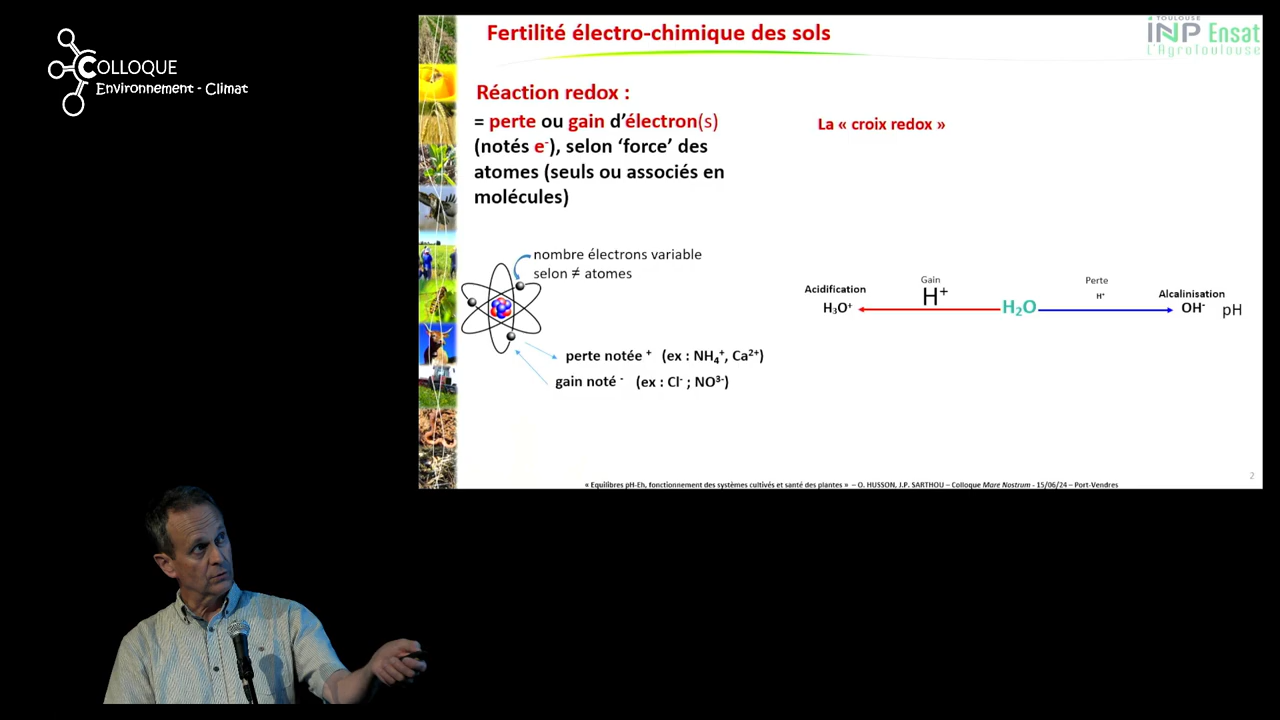 COLLOQUE
Environnement - Climat
Fertilité électro-chimique des sols
TOULOUSE
INP Ensat
L'AgroToulouse
Réaction redox :
= perte ou gain d'électron(s)
(notés e-), selon 'force' des
atomes (seuls ou associés en
molécules)
La « croix redox »
nombre électrons variable
selon ≠ atomes
perte notée + (ex : NH₄⁺, Ca²⁺)
gain noté - (ex : Cl⁻ ; NO³⁻)
Acidification
H₃O⁺
Gain
H⁺
H₂O
Perte
H⁺
Alcalinisation
OH⁻
pH
2
« Equilibres pH-Eh, fonctionnement des systèmes cultivés et santé des plantes » – O. HUSSON, J.P. SARTHOU – Colloque Mare Nostrum - 15/06/24 – Port-Vendres